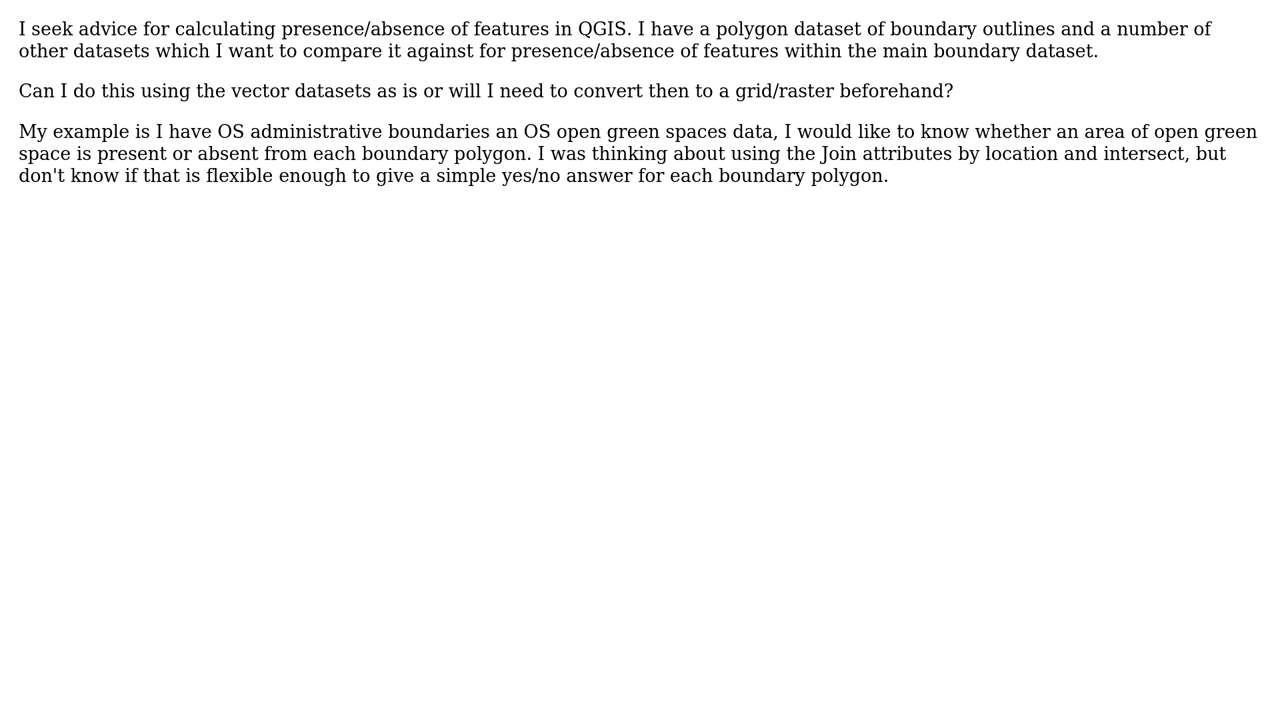 I seek advice for calculating presence/absence of features in QGIS. I have a polygon dataset of boundary outlines and a number of
other datasets which I want to compare it against for presence/absence of features within the main boundary dataset.
Can I do this using the vector datasets as is or will I need to convert then to a grid/raster beforehand?
My example is I have OS administrative boundaries an OS open green spaces data, I would like to know whether an area of open green
space is present or absent from each boundary polygon. I was thinking about using the Join attributes by location and intersect, but
don't know if that is flexible enough to give a simple yes/no answer for each boundary polygon.